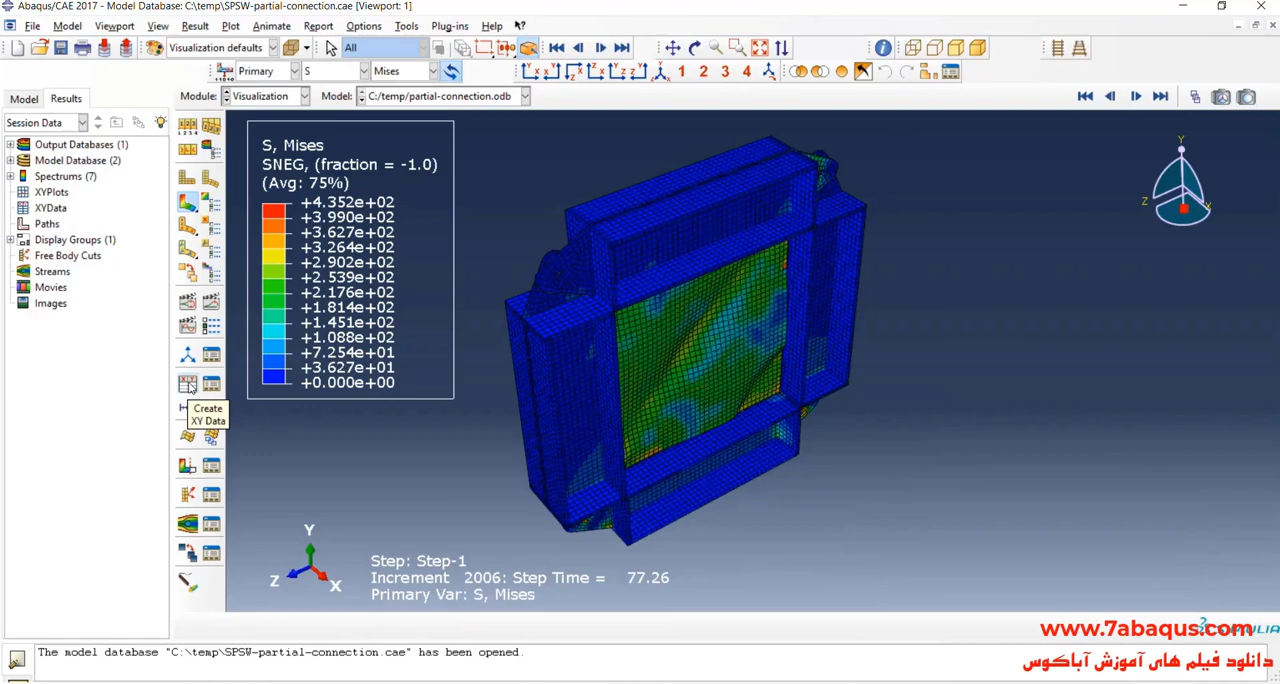 Abaqus/CAE 2017 - Model Database: C:\temp\SPSW-partial-connection.cae [Viewport: 1]
File Model Viewport View Result Plot Animate Report Options Tools Plug-ins Help
Visualization defaults All
Primary S Mises 1 2 3 4
Model Results Module: Visualization Model: C:/temp/partial-connection.odb
Session Data
Output Databases (1)
Model Database (2)
Spectrums (7)
XYPlots
XYData
Paths
Display Groups (1)
Free Body Cuts
Streams
Movies
Images
Create
XY Data
S, Mises
SNEG, (fraction = -1.0)
(Avg: 75%)
+4.352e+02
+3.990e+02
+3.627e+02
+3.264e+02
+2.902e+02
+2.539e+02
+2.176e+02
+1.814e+02
+1.451e+02
+1.088e+02
+7.254e+01
+3.627e+01
+0.000e+00
Y
Z X
Y
Z X
Step: Step-1
Increment 2006: Step Time = 77.26
Primary Var: S, Mises
www.7abaqus.com
دانلود فیلم های آموزش آباکوس
The model database "C:\temp\SPSW-partial-connection.cae" has been opened.